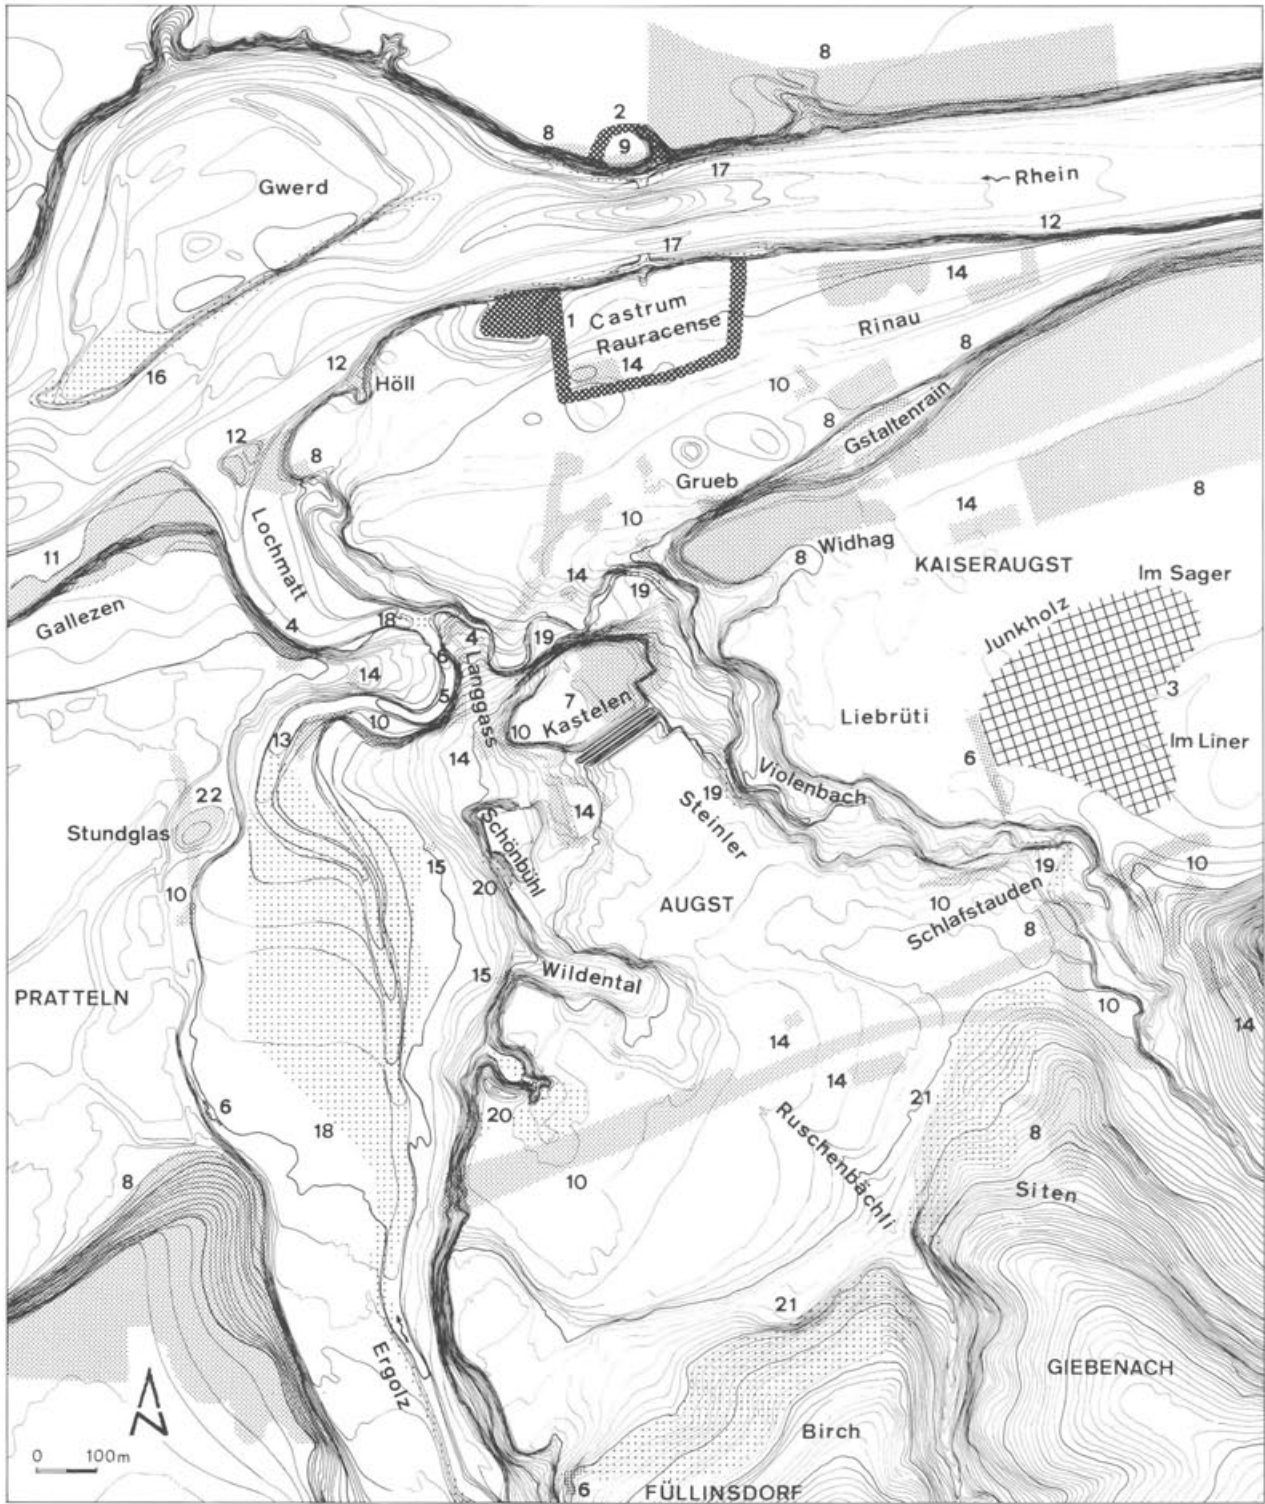 8
2
8
9
17
Gwerd
← Rhein
12
17
14
1 Castrum
Rauracense
Rinau
8
14
16
12
Höll
10
8
Gstaltenrain
12
8
Grueb
14
8
10
Lochmatt
Widhag
8
11
KAISERAUGST
14
Im Sager
19
Gallezen
4
18
4
19
Junkholz
14
6
Langgass
5
7
3
Kastelen
10
10
Liebrüti
13
14
6
Im Liner
Violenbach
19
22
14
Steinler
Stundglas
Schönbühl
15
10
19
20
10
AUGST
10
Schlafstauden
8
15
Wildental
PRATTELN
10
14
14
14
6
20
21
18
Ruschenbächli
8
8
10
Siten
21
Ergolz
GIEBENACH
N
Birch
0 100m
6
FÜLLINSDORF